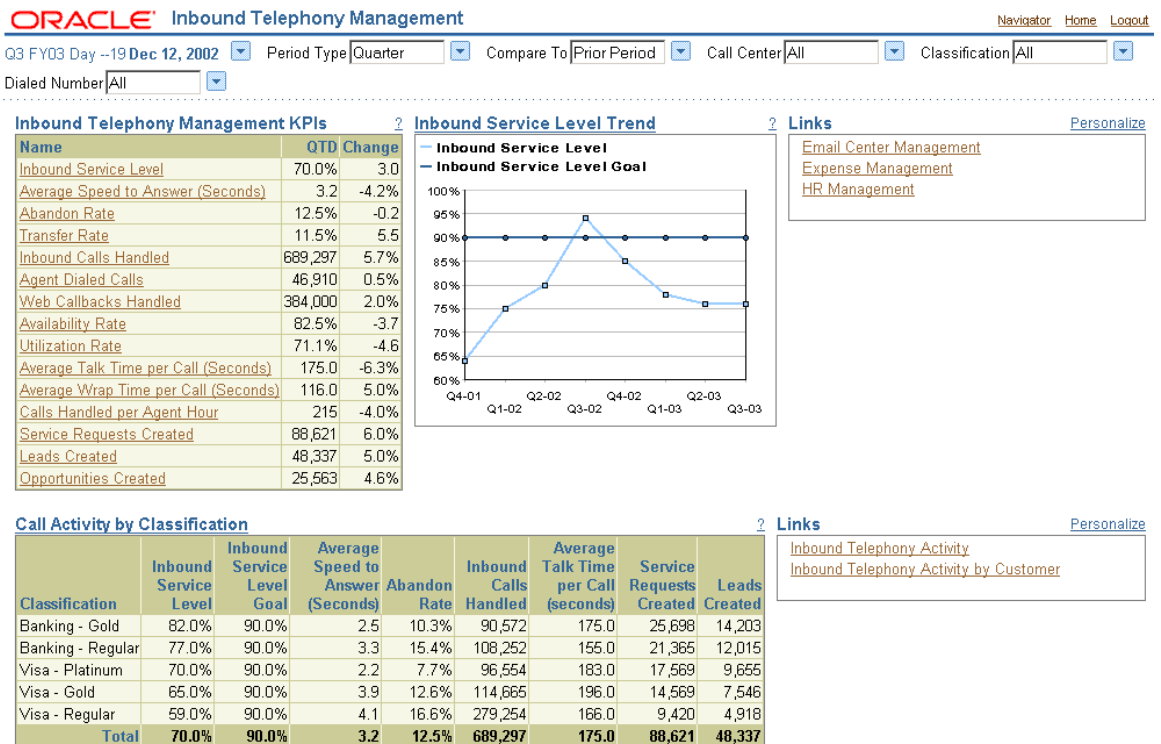 ORACLE Inbound Telephony Management
Navigator Home Logout
Q3 FY03 Day --19 Dec 12, 2002 Period Type Quarter Compare To Prior Period Call Center All Classification All
Dialed Number All
Inbound Telephony Management KPIs ?
Name QTD Change
Inbound Service Level 70.0% 3.0
Average Speed to Answer (Seconds) 3.2 -4.2%
Abandon Rate 12.5% -0.2
Transfer Rate 11.5% 5.5
Inbound Calls Handled 689,297 5.7%
Agent Dialed Calls 46,910 0.5%
Web Callbacks Handled 384,000 2.0%
Availability Rate 82.5% -3.7
Utilization Rate 71.1% -4.6
Average Talk Time per Call (Seconds) 175.0 -6.3%
Average Wrap Time per Call (Seconds) 116.0 5.0%
Calls Handled per Agent Hour 215 -4.0%
Service Requests Created 88,621 6.0%
Leads Created 48,337 5.0%
Opportunities Created 25,563 4.6%
Inbound Service Level Trend ?
Inbound Service Level
Inbound Service Level Goal
100%
95%
90%
85%
80%
75%
70%
65%
60%
Q4-01 Q2-02 Q4-02 Q2-03
Q1-02 Q3-02 Q1-03 Q3-03
Links Personalize
Email Center Management
Expense Management
HR Management
Call Activity by Classification ?
Classification Inbound Service Level Inbound Service Level Goal Average Speed to Answer (Seconds) Abandon Rate Inbound Calls Handled Average Talk Time per Call (seconds) Service Requests Created Leads Created
Banking - Gold 82.0% 90.0% 2.5 10.3% 90,572 175.0 25,698 14,203
Banking - Regular 77.0% 90.0% 3.3 15.4% 108,252 155.0 21,365 12,015
Visa - Platinum 70.0% 90.0% 2.2 7.7% 96,554 183.0 17,569 9,655
Visa - Gold 65.0% 90.0% 3.9 12.6% 114,665 196.0 14,569 7,546
Visa - Regular 59.0% 90.0% 4.1 16.6% 279,254 166.0 9,420 4,918
Total 70.0% 90.0% 3.2 12.5% 689,297 175.0 88,621 48,337
Links Personalize
Inbound Telephony Activity
Inbound Telephony Activity by Customer